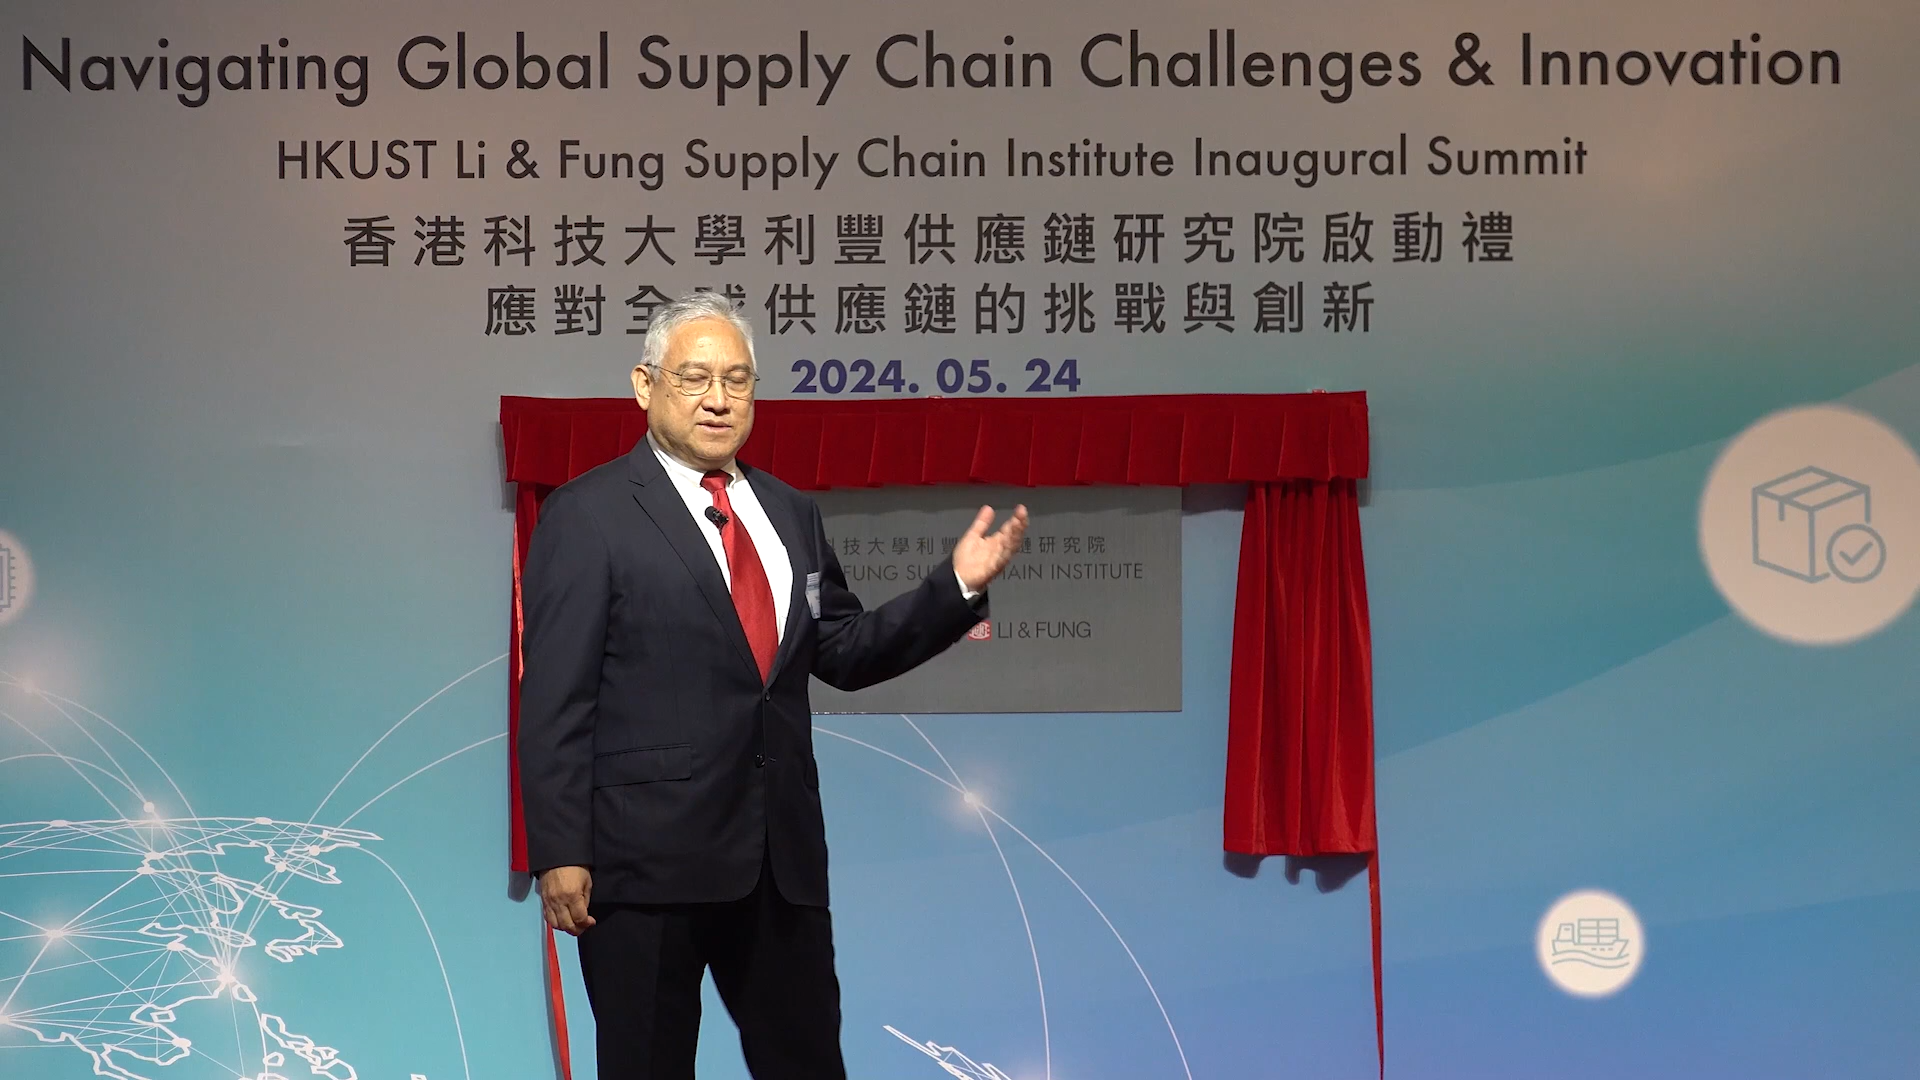 Navigating Global Supply Chain Challenges & Innovation
HKUST Li & Fung Supply Chain Institute Inaugural Summit
香港科技大學利豐供應鏈研究院啟動禮
應對全球供應鏈的挑戰與創新
2024. 05. 24
技大學利 鏈研究院
FUNG INSTITUTE
LI & FUNG